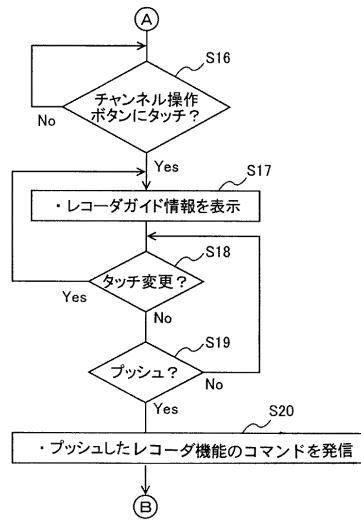 A
S16
チャンネル操作
ボタンにタッチ?
No
Yes
S17
・レコーダガイド情報を表示
S18
タッチ変更?
Yes
No
S19
プッシュ?
No
Yes
S20
・プッシュしたレコーダ機能のコマンドを発信
B